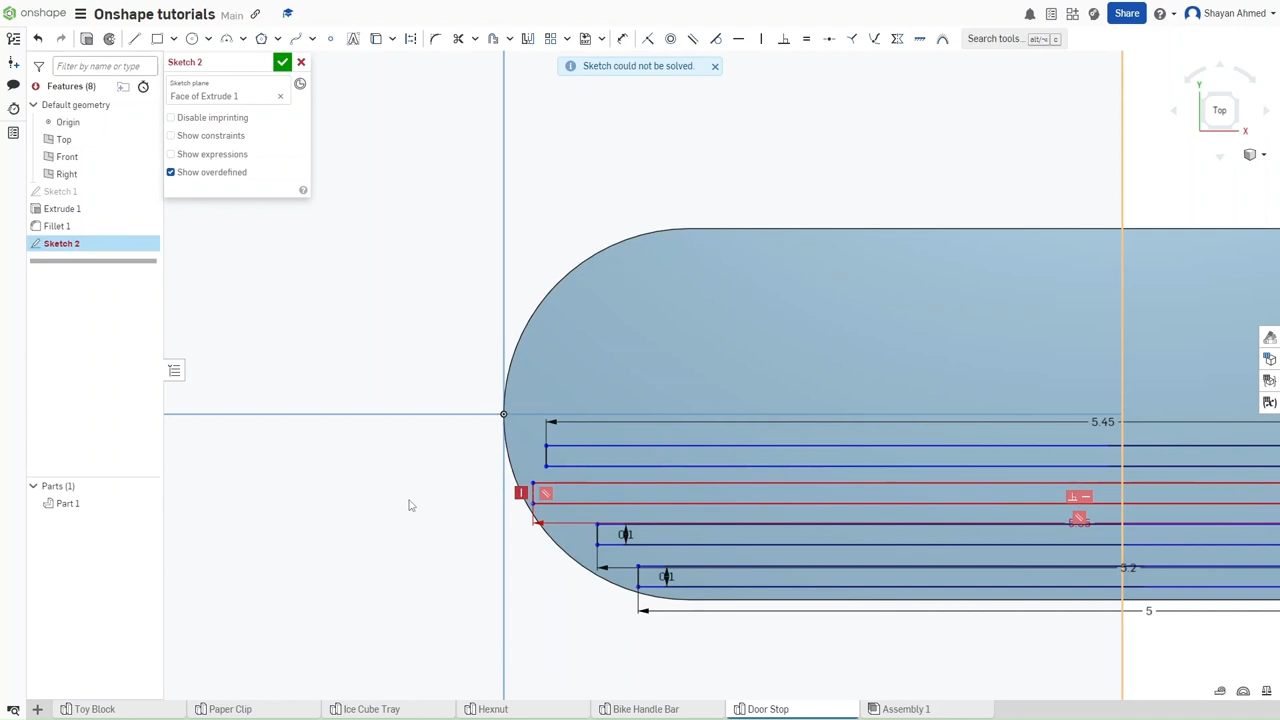 onshape
Onshape tutorials
Main
Share
Shayan Ahmed
Search tools...
alt/⌥
c
Filter by name or type
Features (8)
Default geometry
Origin
Top
Front
Right
Sketch 1
Extrude 1
Fillet 1
Sketch 2
Parts (1)
Part 1
Sketch 2
Sketch plane
Face of Extrude 1
Disable imprinting
Show constraints
Show expressions
Show overdefined
Sketch could not be solved.
Y
Top
X
5.45
5.2
5
Toy Block
Paper Clip
Ice Cube Tray
Hexnut
Bike Handle Bar
Door Stop
Assembly 1